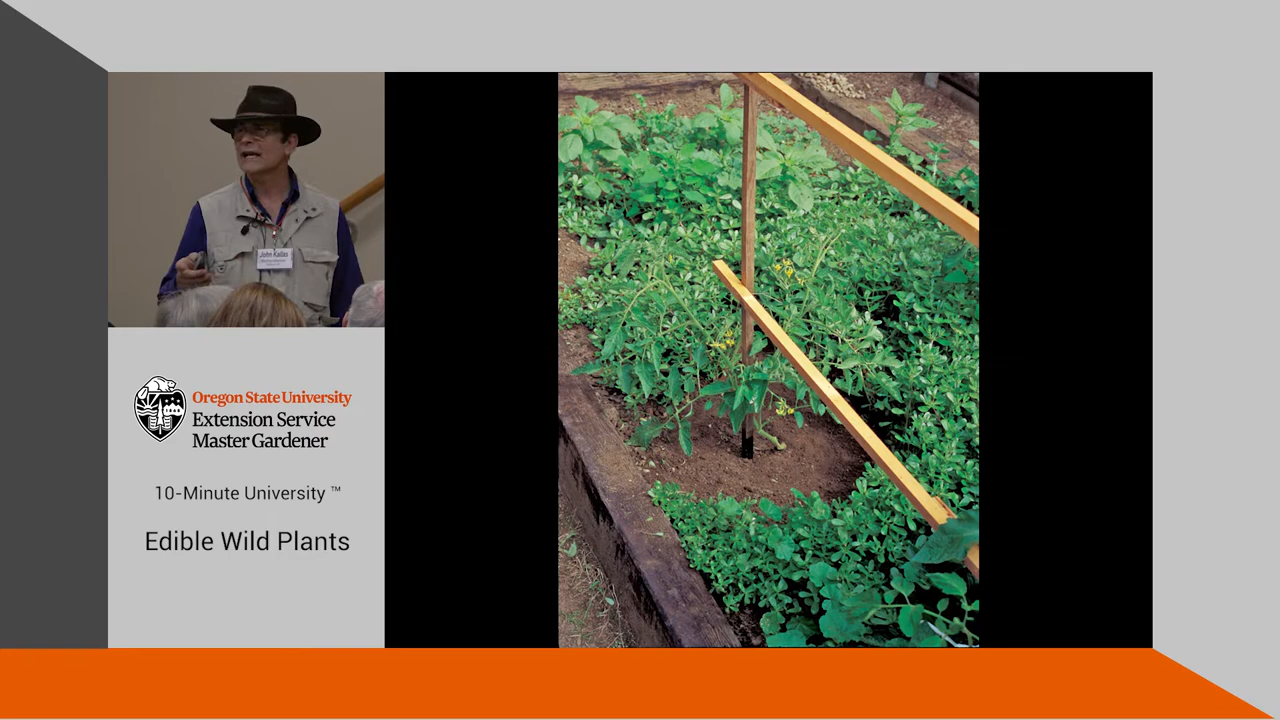 John Kallas
Oregon State University
Extension Service
Master Gardener
10-Minute University ™
Edible Wild Plants